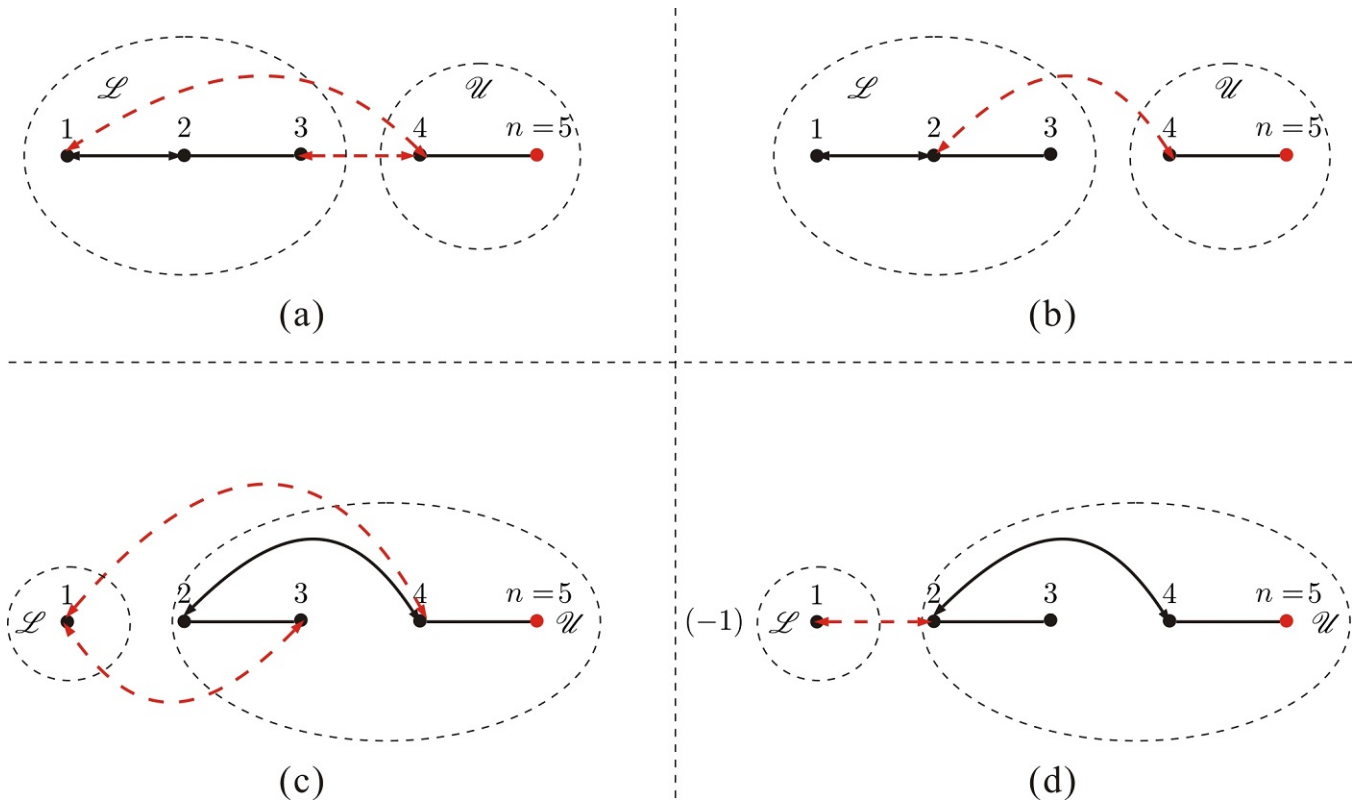 ℒ 𝒰
1 2 3 4 n = 5
(a)
ℒ 𝒰
1 2 3 4 n = 5
(b)
1 2 3 4 n = 5
ℒ 𝒰
(c)
1 2 3 4 n = 5
(−1) ℒ 𝒰
(d)